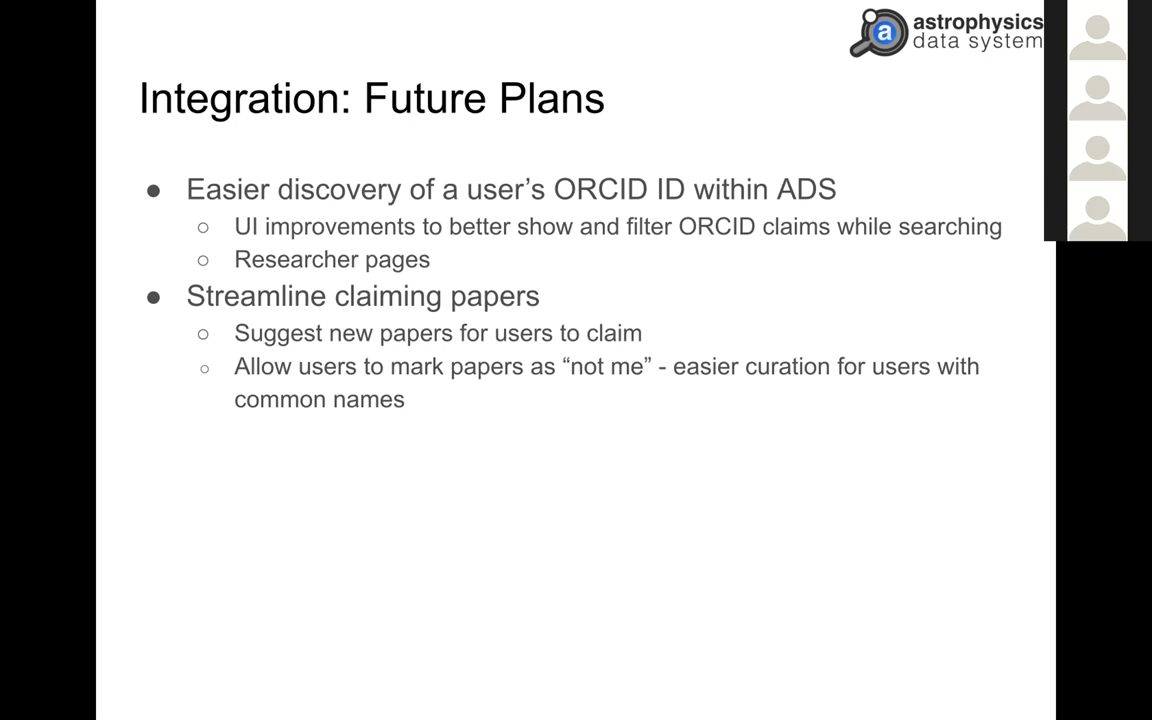 astrophysics
data system
Integration: Future Plans
● Easier discovery of a user’s ORCID ID within ADS
○ UI improvements to better show and filter ORCID claims while searching
○ Researcher pages
● Streamline claiming papers
○ Suggest new papers for users to claim
○ Allow users to mark papers as “not me” - easier curation for users with
common names